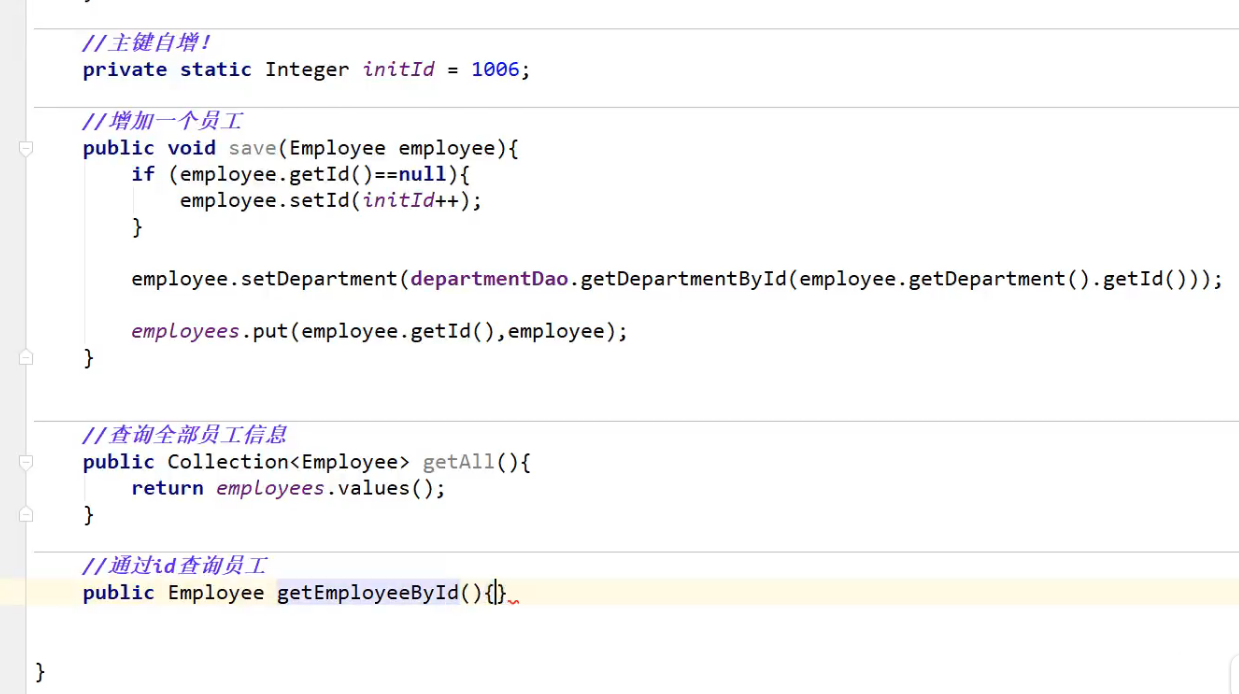 //主键自增!
private static Integer initId = 1006;
//增加一个员工
public void save(Employee employee){
if (employee.getId()==null){
employee.setId(initId++);
}
employee.setDepartment(departmentDao.getDepartmentById(employee.getDepartment().getId()));
employees.put(employee.getId(),employee);
}
//查询全部员工信息
public Collection<Employee> getAll(){
return employees.values();
}
//通过id查询员工
public Employee getEmployeeById(){}
}